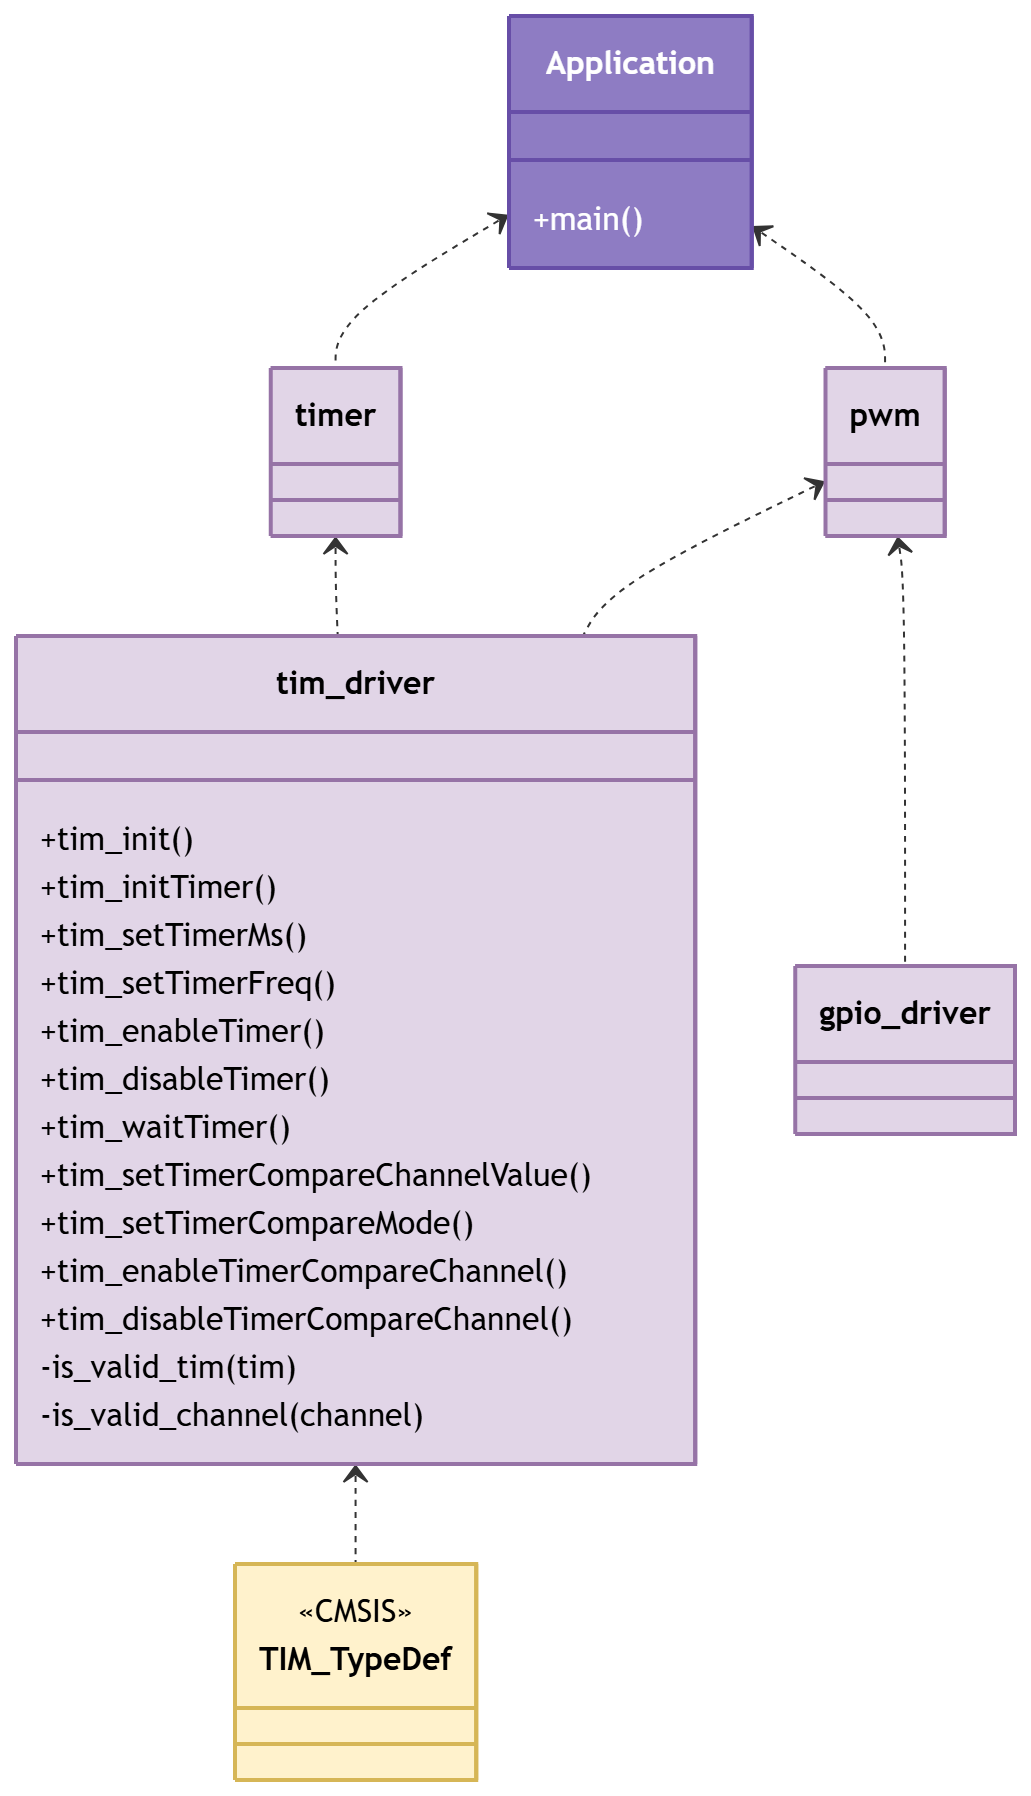 Application
+main()
timer
pwm
tim_driver
+tim_init()
+tim_initTimer()
+tim_setTimerMs()
+tim_setTimerFreq()
+tim_enableTimer()
+tim_disableTimer()
+tim_waitTimer()
+tim_setTimerCompareChannelValue()
+tim_setTimerCompareMode()
+tim_enableTimerCompareChannel()
+tim_disableTimerCompareChannel()
-is_valid_tim(tim)
-is_valid_channel(channel)
gpio_driver
«CMSIS»
TIM_TypeDef